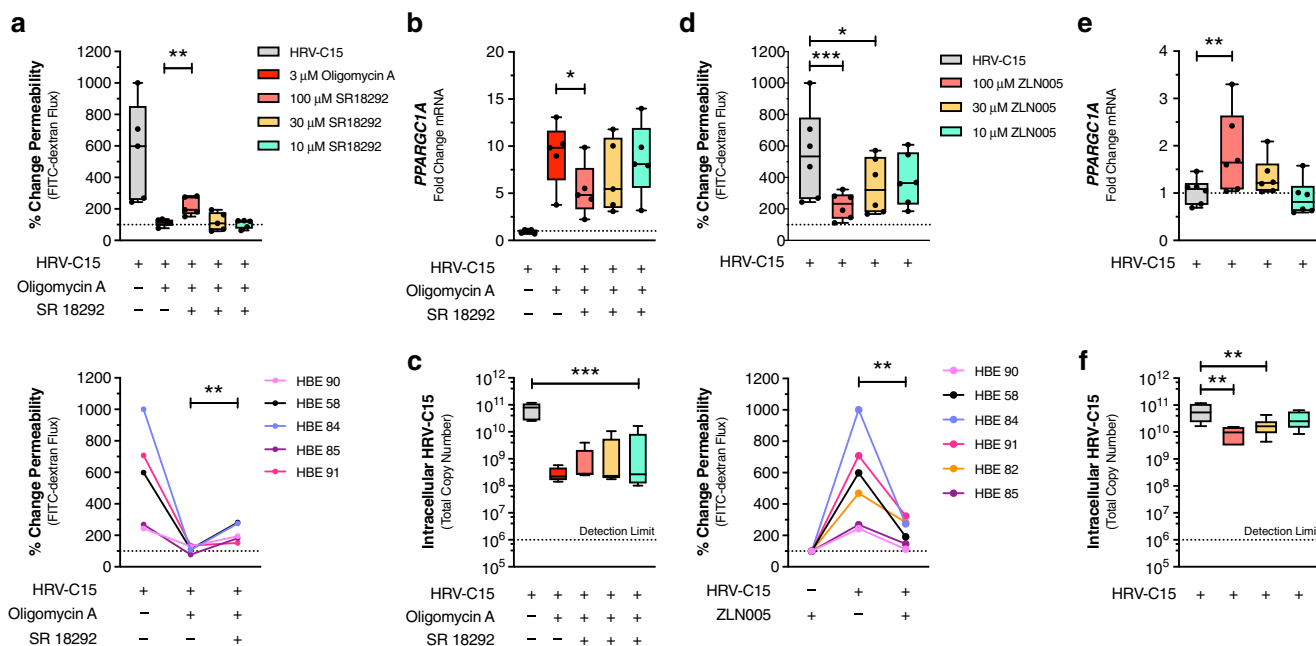 a
% Change Permeability
(FITC-dextran Flux)
1200
1000
800
600
400
200
0
**
HRV-C15
3 μM Oligomycin A
100 μM SR18292
30 μM SR18292
10 μM SR18292
HRV-C15 + + + + +
Oligomycin A – + + + +
SR 18292 – – + + +
% Change Permeability
(FITC-dextran Flux)
1200
1000
800
600
400
200
0
**
HBE 90
HBE 58
HBE 84
HBE 85
HBE 91
HRV-C15 + + +
Oligomycin A – + +
SR 18292 – – +
b
PPARGC1A
Fold Change mRNA
20
15
10
5
0
*
HRV-C15 + + + + +
Oligomycin A – + + + +
SR 18292 – – + + +
c
Intracellular HRV-C15
(Total Copy Number)
10¹²
10¹¹
10¹⁰
10⁹
10⁸
10⁷
10⁶
10⁵
***
Detection Limit
HRV-C15 + + + + +
Oligomycin A – + + + +
SR 18292 – – + + +
d
% Change Permeability
(FITC-dextran Flux)
1200
1000
800
600
400
200
0
*
***
HRV-C15
100 μM ZLN005
30 μM ZLN005
10 μM ZLN005
HRV-C15 + + + +
% Change Permeability
(FITC-dextran Flux)
1200
1000
800
600
400
200
0
**
HBE 90
HBE 58
HBE 84
HBE 91
HBE 82
HBE 85
HRV-C15 – + +
ZLN005 + – +
e
PPARGC1A
Fold Change mRNA
4
3
2
1
0
**
HRV-C15 + + + +
f
Intracellular HRV-C15
(Total Copy Number)
10¹²
10¹¹
10¹⁰
10⁹
10⁸
10⁷
10⁶
10⁵
**
**
Detection Limi
HRV-C15 + + + +